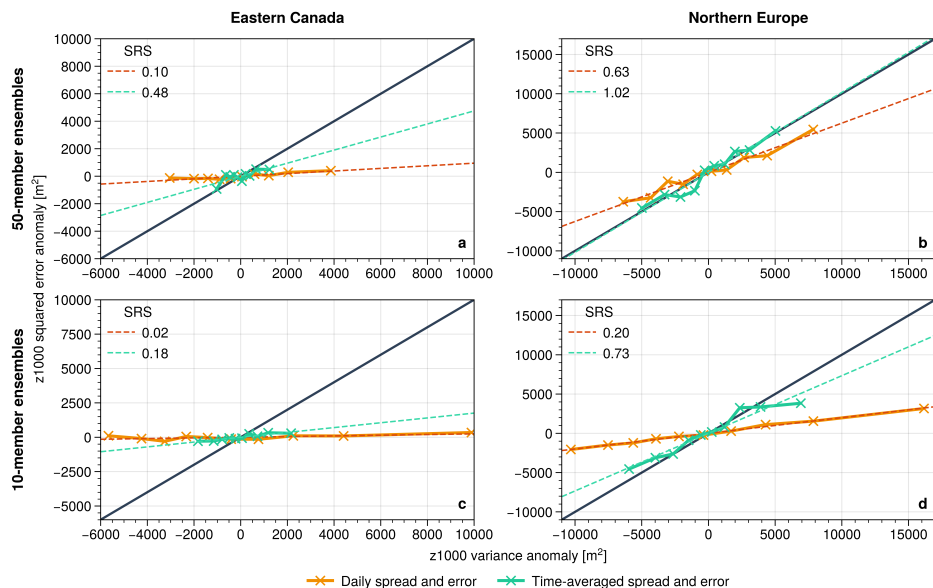 Eastern Canada
Northern Europe
50-member ensembles
10-member ensembles
z1000 squared error anomaly [m²]
10000
8000
6000
4000
2000
0
−2000
−4000
−6000
SRS
0.10
0.48
a
−6000 −4000 −2000 0 2000 4000 6000 8000 10000
15000
10000
5000
0
−5000
−10000
SRS
0.63
1.02
b
−10000 −5000 0 5000 10000 15000
10000
7500
5000
2500
0
−2500
−5000
SRS
0.02
0.18
c
−6000 −4000 −2000 0 2000 4000 6000 8000 10000
15000
10000
5000
0
−5000
−10000
SRS
0.20
0.73
d
−10000 −5000 0 5000 10000 15000
z1000 variance anomaly [m²]
Daily spread and error
Time-averaged spread and error